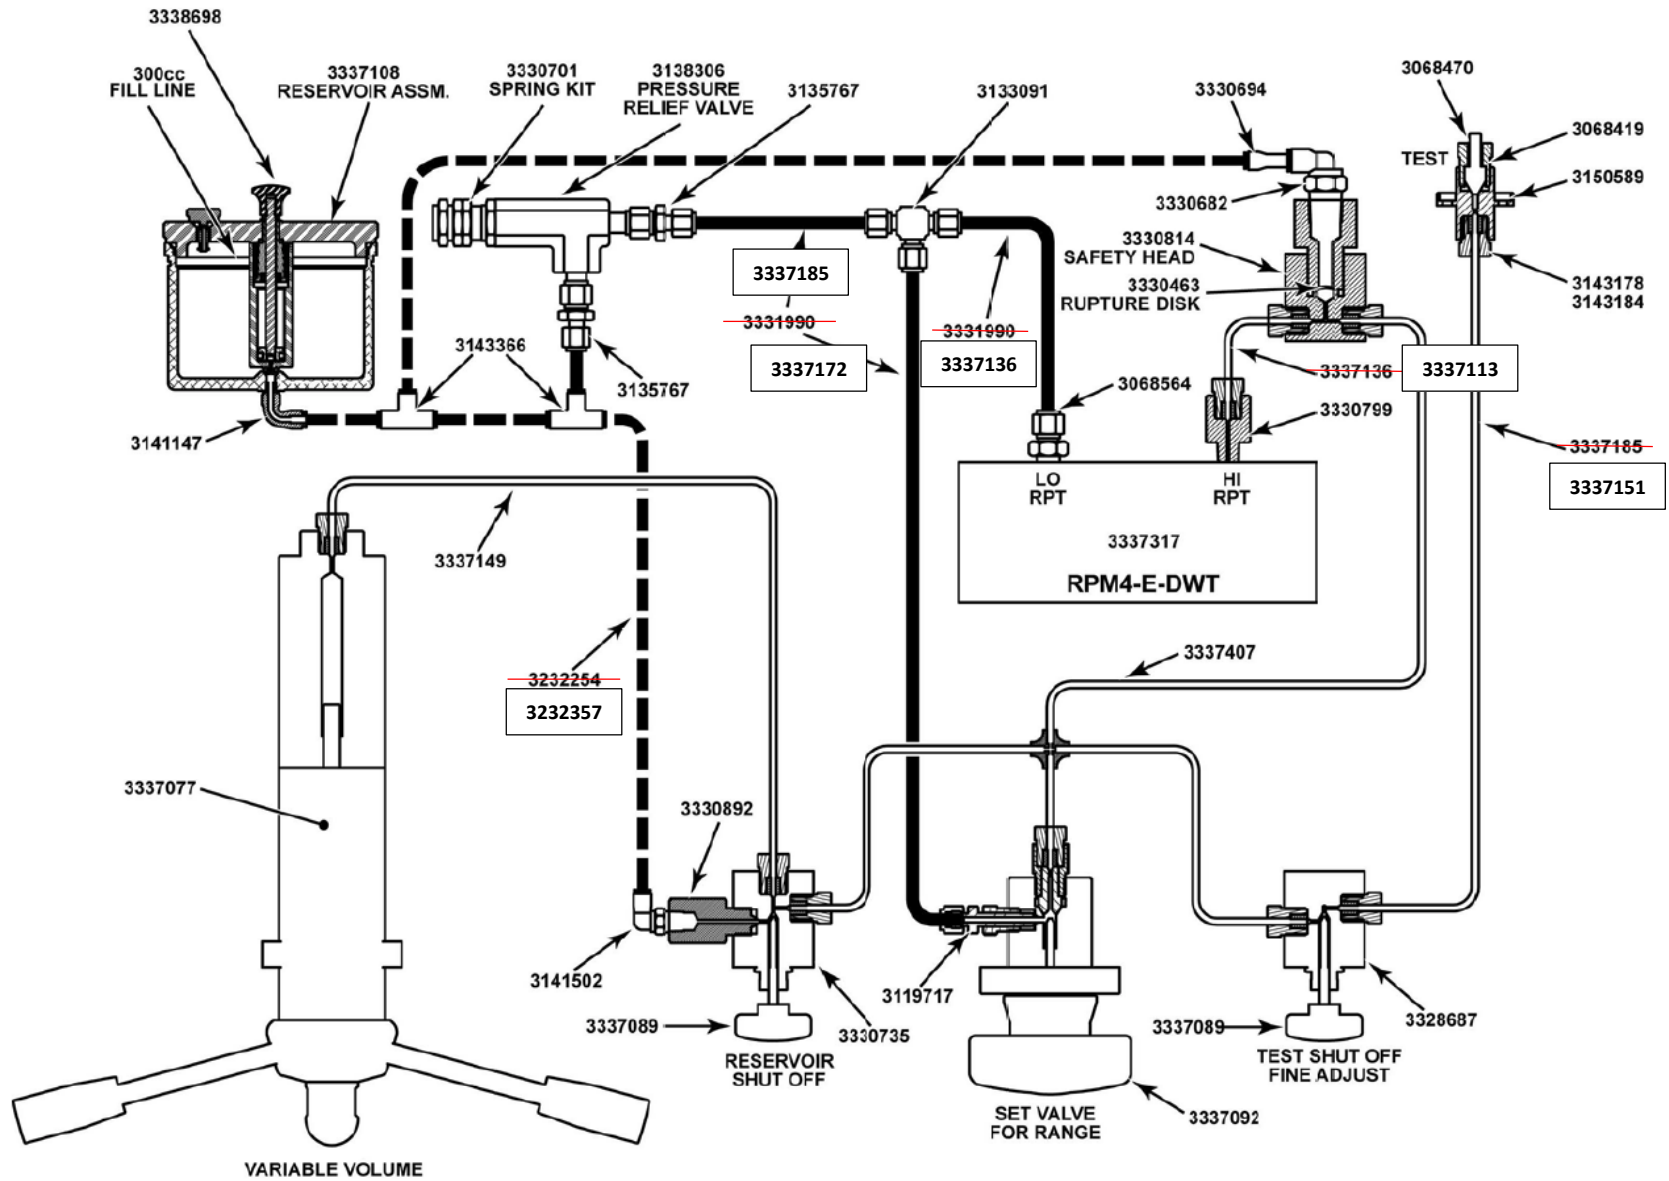 3338698
300cc
FILL LINE
3337108
RESERVOIR ASSM.
3330701
SPRING KIT
3138306
PRESSURE
RELIEF VALVE
3135767
3133091
3330694
3068470
3068419
TEST
3150589
3330682
3330814
SAFETY HEAD
3330463
RUPTURE DISK
3143178
3143184
3337185
3331990
3331990
3337172
3337136
3143366
3135767
3068564
3337136
3337113
3330799
3141147
3337185
3337151
LO
RPT
HI
RPT
3337317
RPM4-E-DWT
3337149
3232254
3232357
3337407
3337077
3330892
3141502
3119717
3337089
3330735
3337089
3328687
RESERVOIR
SHUT OFF
TEST SHUT OFF
FINE ADJUST
SET VALVE
FOR RANGE
3337092
VARIABLE VOLUME